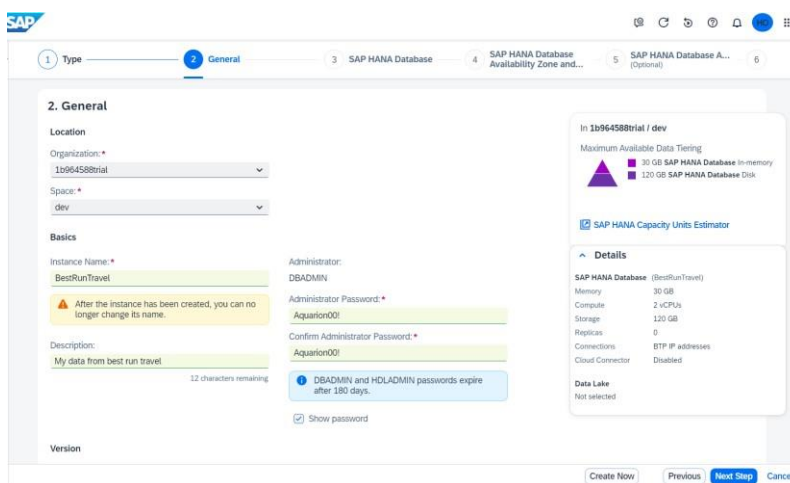 SAP
HO
1 Type
2 General
3 SAP HANA Database
4 SAP HANA Database
Availability Zone and...
5 SAP HANA Database A...
(Optional)
6
2. General
Location
Organization:*
1b964588trial
Space:*
dev
Basics
Instance Name:*
BestRunTravel
After the instance has been created, you can no
longer change its name.
Description:
My data from best run travel
12 characters remaining
Administrator:
DBADMIN
Administrator Password:*
Aquarion00!
Confirm Administrator Password:*
Aquarion00!
DBADMIN and HDLADMIN passwords expire
after 180 days.
Show password
Version
In 1b964588trial / dev
Maximum Available Data Tiering
30 GB SAP HANA Database In-memory
120 GB SAP HANA Database Disk
SAP HANA Capacity Units Estimator
Details
SAP HANA Database (BestRunTravel)
Memory 30 GB
Compute 2 vCPUs
Storage 120 GB
Replicas 0
Connections BTP IP addresses
Cloud Connector Disabled
Data Lake
Not selected
Create Now Previous Next Step Cance